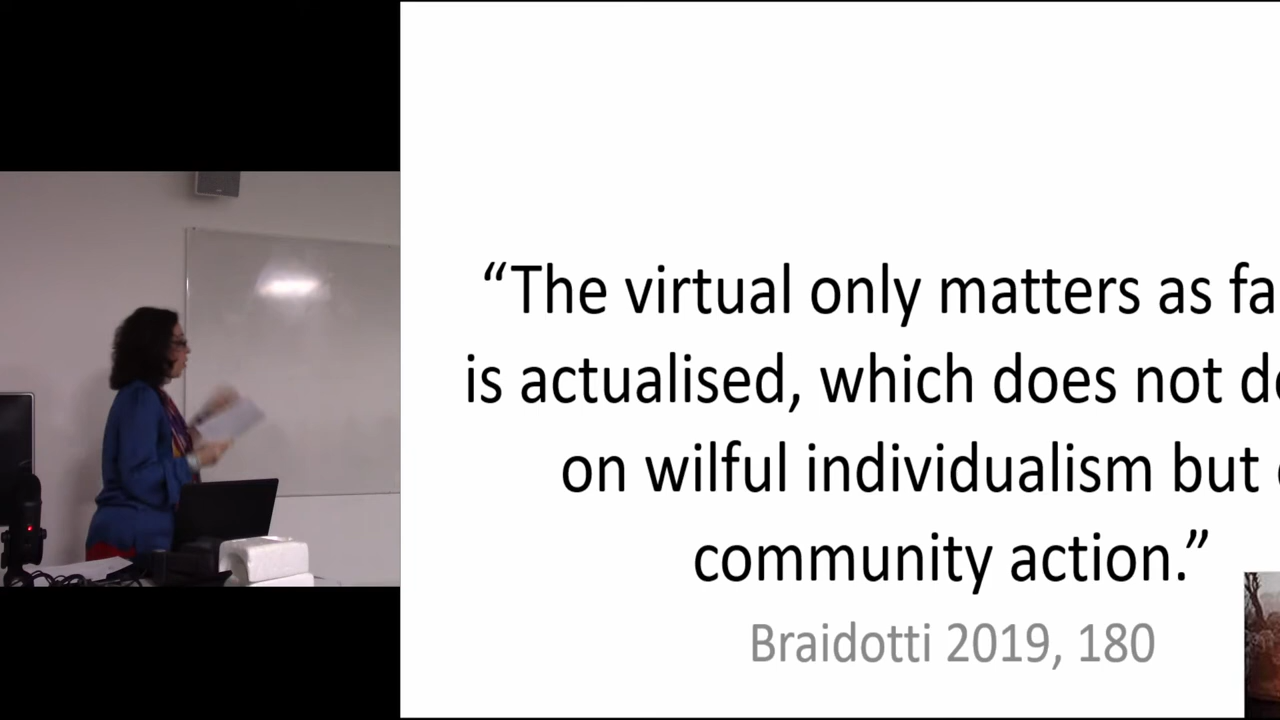 “The virtual only matters as fa
is actualised, which does not d
on wilful individualism but
community action.”
Braidotti 2019, 180